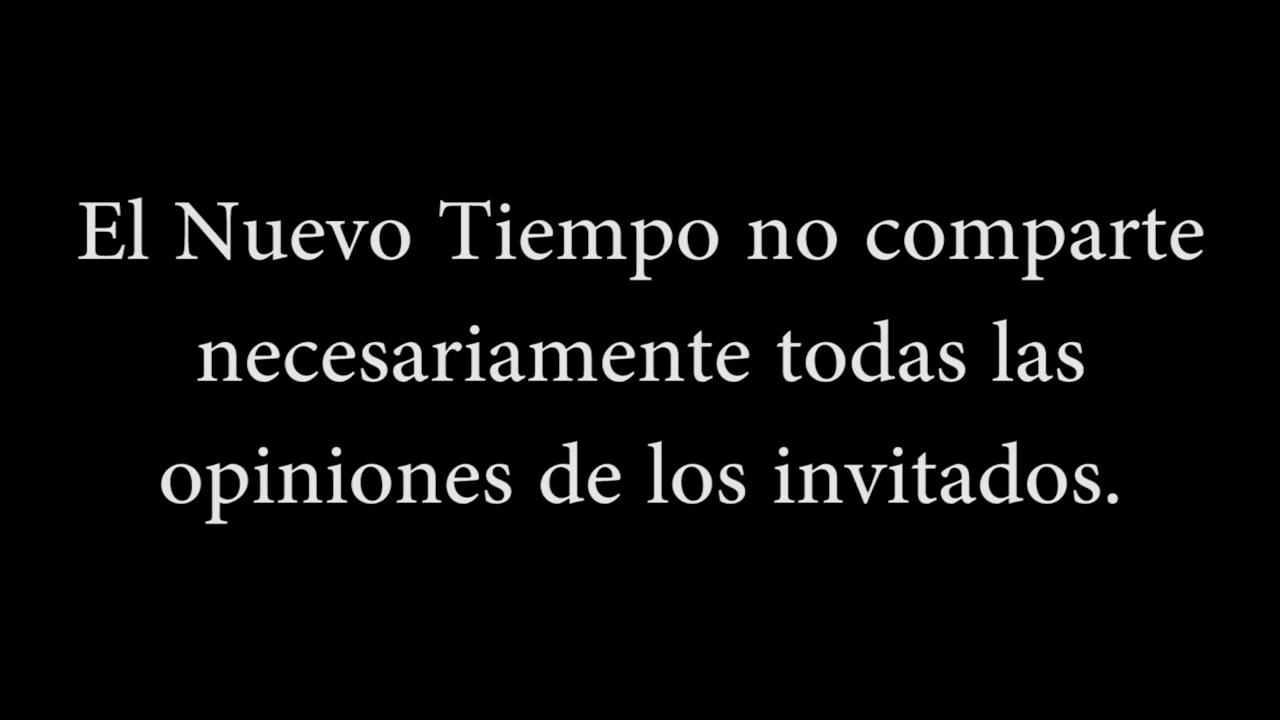 El Nuevo Tiempo no comparte
necesariamente todas las
opiniones de los invitados.